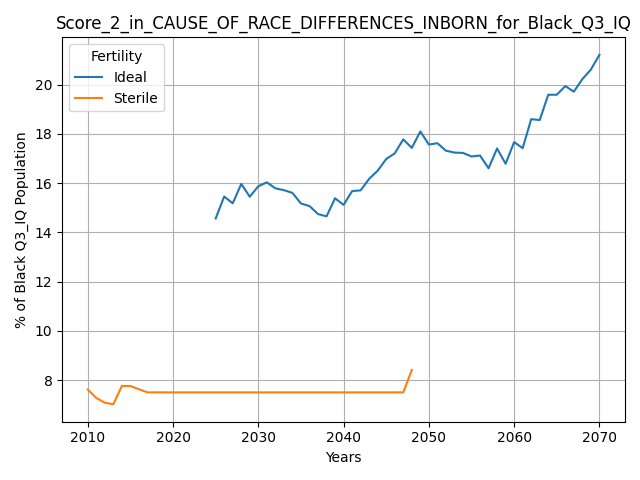 Score_2_in_CAUSE_OF_RACE_DIFFERENCES_INBORN_for_Black_Q3_IQ
Fertility
Ideal
Sterile
% of Black Q3_IQ Population
20
18
16
14
12
10
8
2010 2020 2030 2040 2050 2060 2070
Years